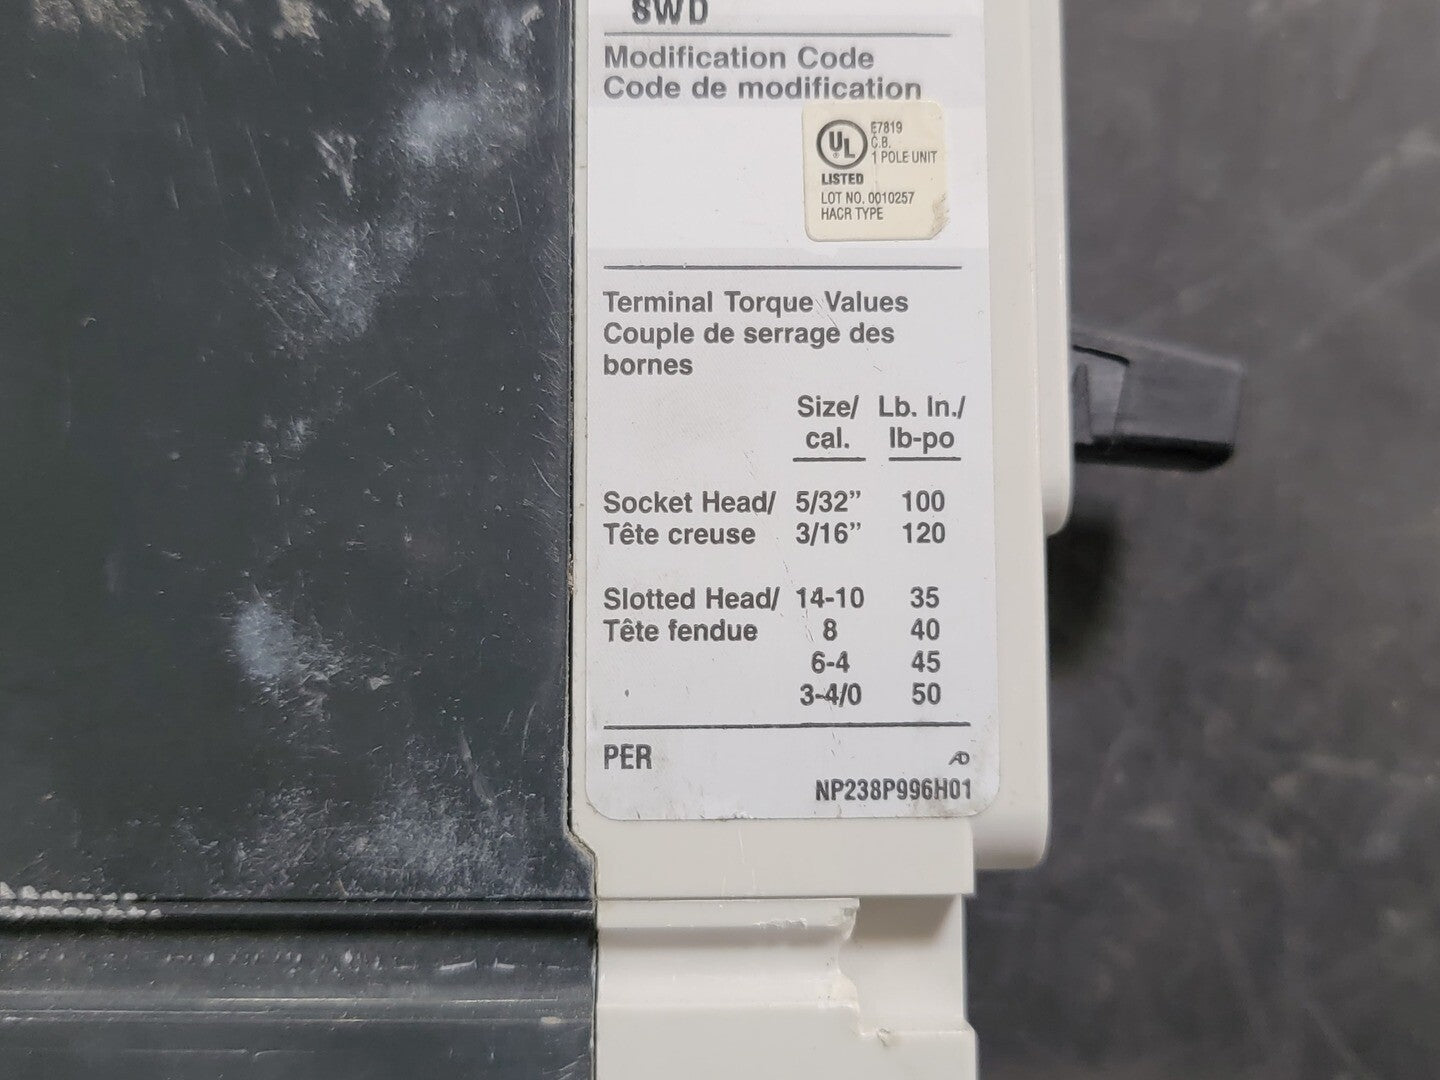 8WD
Modification Code
Code de modification
UL
LISTED
E7819
C.B.
1 POLE UNIT
LOT NO. 0010257
HACR TYPE
Terminal Torque Values
Couple de serrage des
bornes
Size/ Lb. In./
cal. lb-po
Socket Head/ 5/32” 100
Tête creuse 3/16” 120
Slotted Head/ 14-10 35
Tête fendue 8 40
6-4 45
3-4/0 50
PER
NP238P996H01